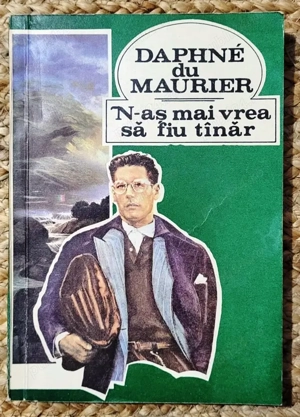 DAPHNÉ
du
MAURIER
N-aş mai vrea
să fiu tînăr